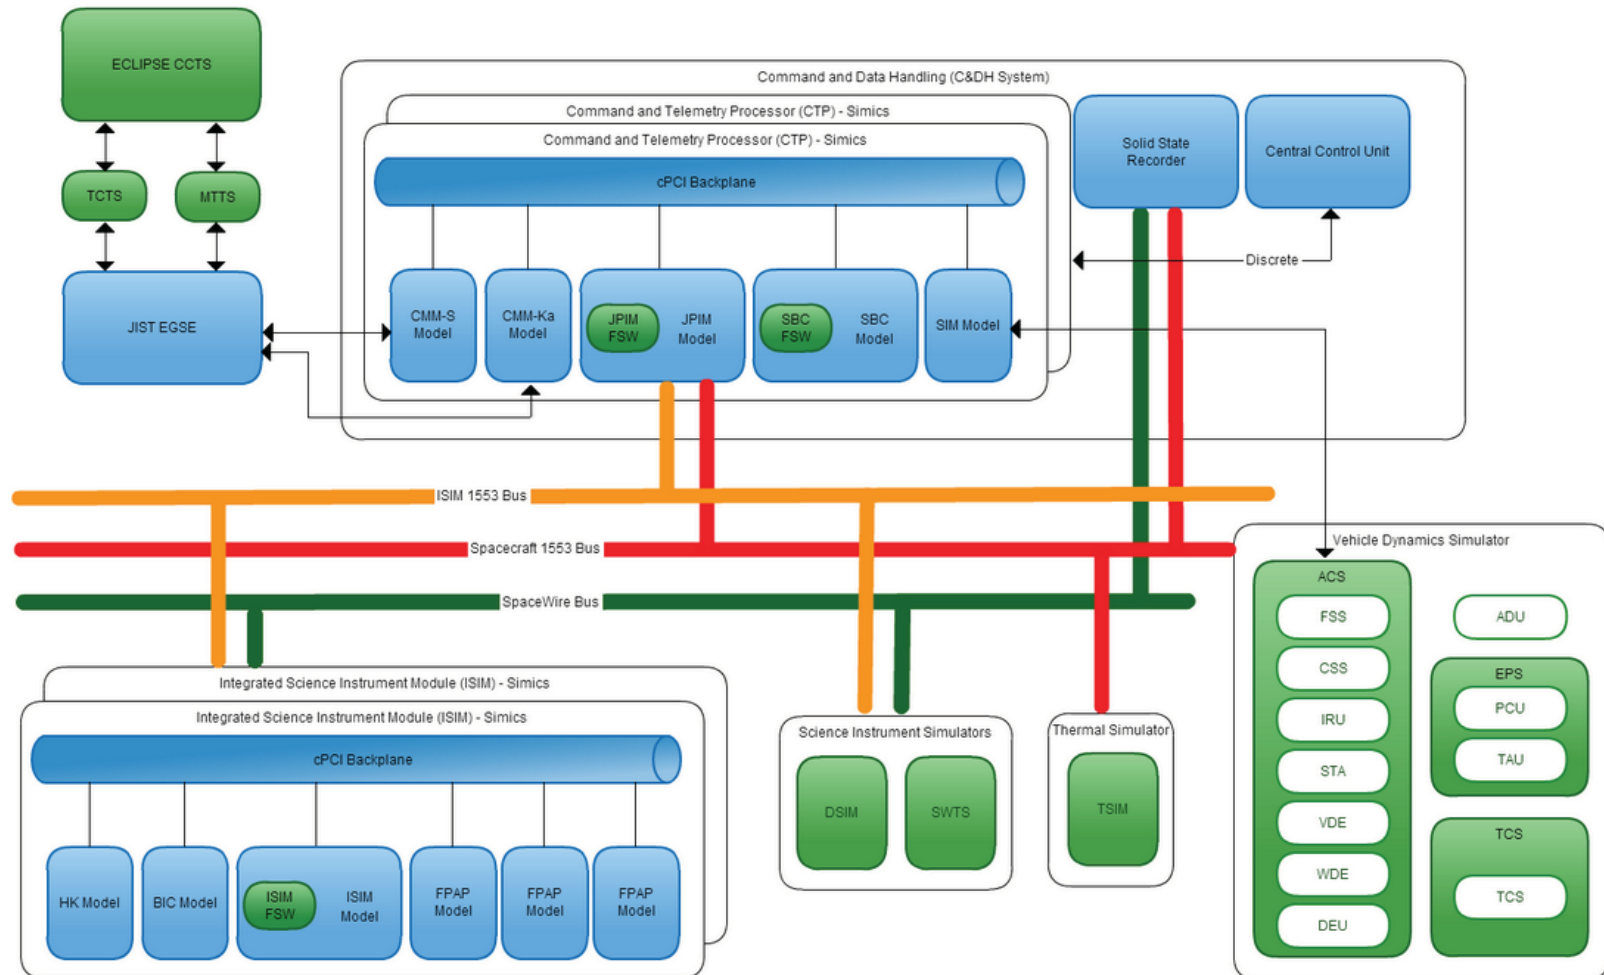 ECLIPSE CCTS
TCTS
MTTS
JIST EGSE
Command and Data Handling (C&DH System)
Command and Telemetry Processor (CTP) - Simics
Command and Telemetry Processor (CTP) - Simics
cPCI Backplane
CMM-S
Model
CMM-Ka
Model
JPIM
FSW
JPIM
Model
SBC
FSW
SBC
Model
SIM Model
Solid State
Recorder
Central Control Unit
Discrete
ISIM 1553 Bus
Spacecraft 1553 Bus
SpaceWire Bus
Integrated Science Instrument Module (ISIM) - Simics
Integrated Science Instrument Module (ISIM) - Simics
cPCI Backplane
HK Model
BIC Model
ISIM
FSW
ISIM
Model
FPAP
Model
FPAP
Model
FPAP
Model
Science Instrument Simulators
DSIM
SWTS
Thermal Simulator
TSIM
Vehicle Dynamics Simulator
ACS
FSS
CSS
IRU
STA
VDE
WDE
DEU
ADU
EPS
PCU
TAU
TCS
TCS